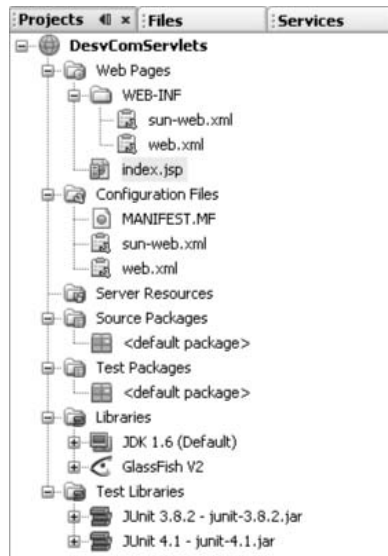 Projects Files Services
DesvComServlets
Web Pages
WEB-INF
sun-web.xml
web.xml
index.jsp
Configuration Files
MANIFEST.MF
sun-web.xml
web.xml
Server Resources
Source Packages
<default package>
Test Packages
<default package>
Libraries
JDK 1.6 (Default)
GlassFish V2
Test Libraries
JUnit 3.8.2 - junit-3.8.2.jar
JUnit 4.1 - junit-4.1.jar